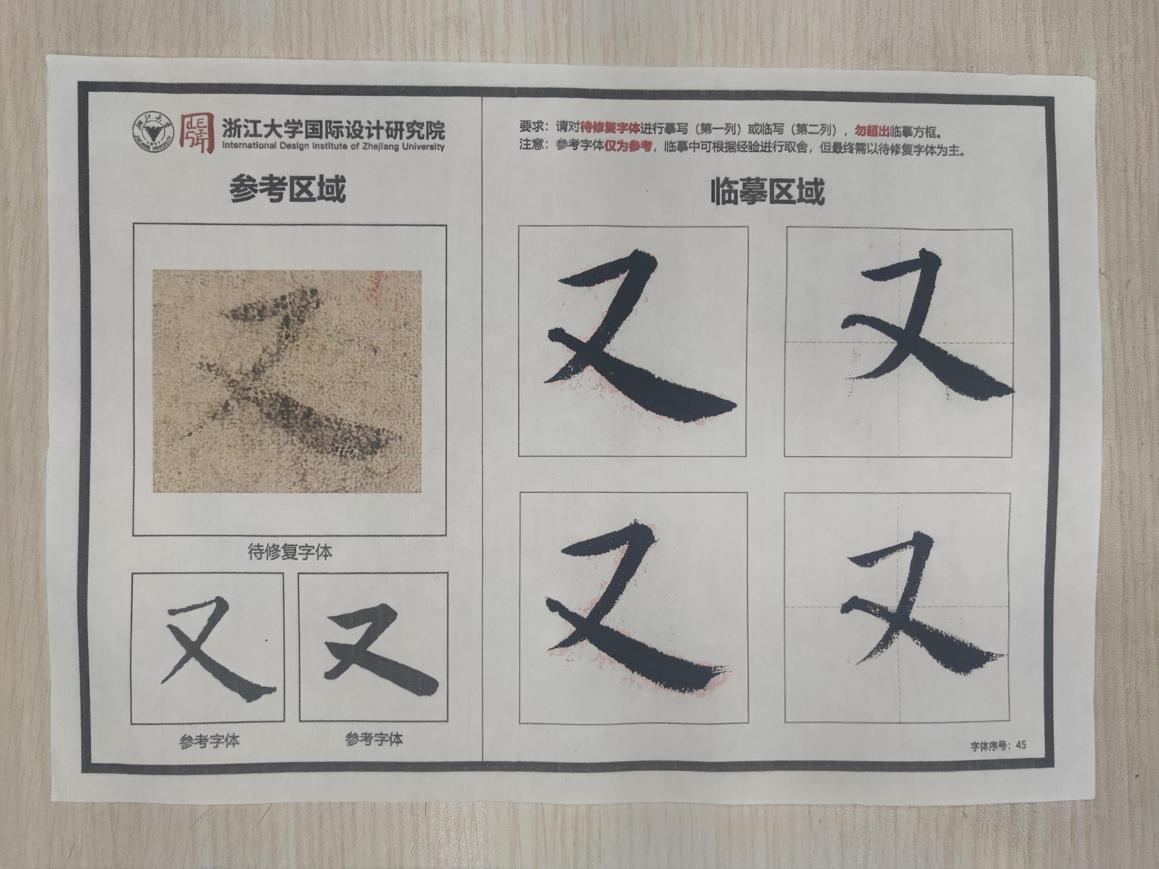 浙江大学国际设计研究院
International Design Institute of Zhejiang University
参考区域
又
待修复字体
又 又
参考字体 参考字体
要求：请对待修复字体进行摹写（第一列）或临写（第二列），勿超出临摹方框。
注意：参考字体仅为参考，临摹中可根据经验进行取舍，但最终需以待修复字体为主。
临摹区域
又 又
又 又
字体序号：45